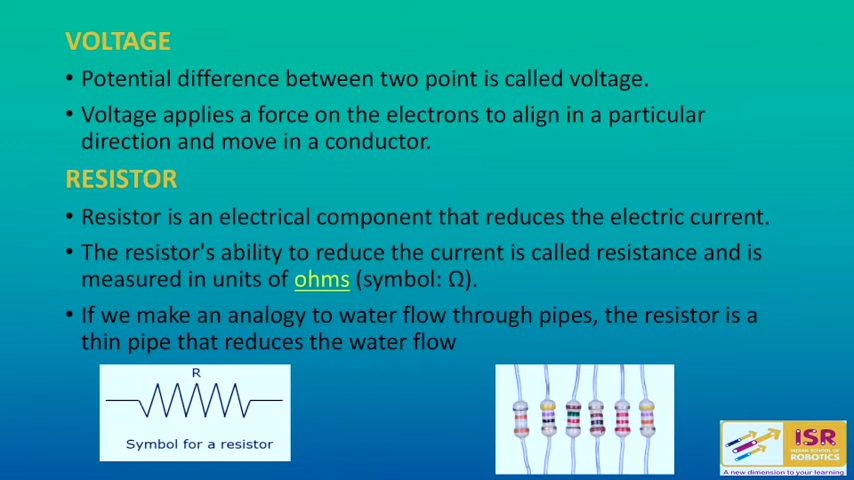 VOLTAGE
• Potential difference between two point is called voltage.
• Voltage applies a force on the electrons to align in a particular
direction and move in a conductor.
RESISTOR
• Resistor is an electrical component that reduces the electric current.
• The resistor's ability to reduce the current is called resistance and is
measured in units of ohms (symbol: Ω).
• If we make an analogy to water flow through pipes, the resistor is a
thin pipe that reduces the water flow
R
Symbol for a resistor
iSR
INDIAN SCHOOL OF
ROBOTICS
A new dimension to your learning